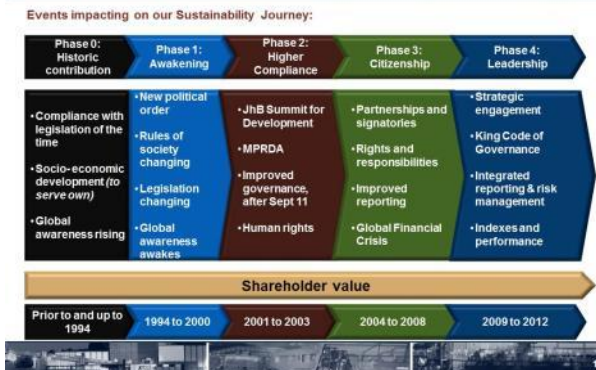 Events impacting on our Sustainability Journey:
Phase 0:
Historic
contribution
Phase 1:
Awakening
Phase 2:
Higher
Compliance
Phase 3:
Citizenship
Phase 4:
Leadership
•Compliance with
legislation of the
time
•Socio-economic
development (to
serve own)
•Global
awareness rising
•New political
order
•Rules of
society
changing
•Legislation
changing
•Global
awareness
awakes
•JhB Summit for
Development
•MPRDA
•Improved
governance,
after Sept 11
•Human rights
•Partnerships and
signatories
•Rights and
responsibilities
•Improved
reporting
•Global Financial
Crisis
•Strategic
engagement
•King Code of
Governance
•Integrated
reporting & risk
management
•Indexes and
performance
Shareholder value
Prior to and up to
1994
1994 to 2000
2001 to 2003
2004 to 2008
2009 to 2012